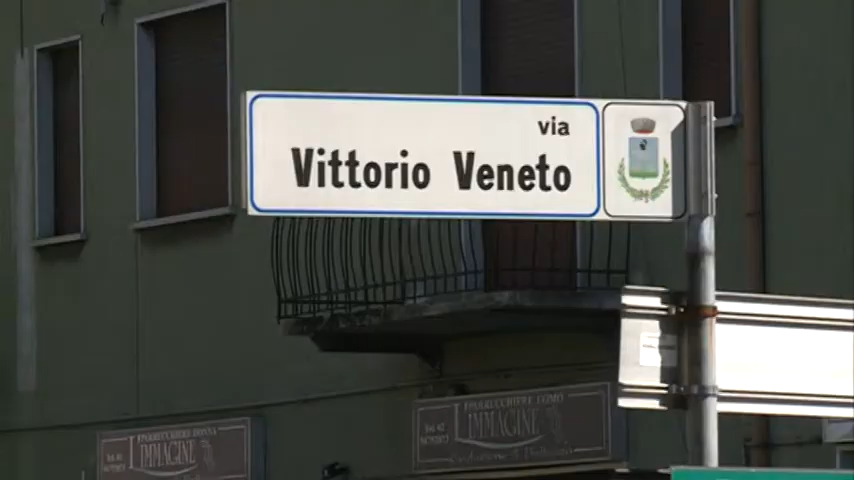 via
Vittorio Veneto
PARRUCCHIERE DONNA
IMMAGINE
PARRUCCHIERE UOMO
IMMAGINE